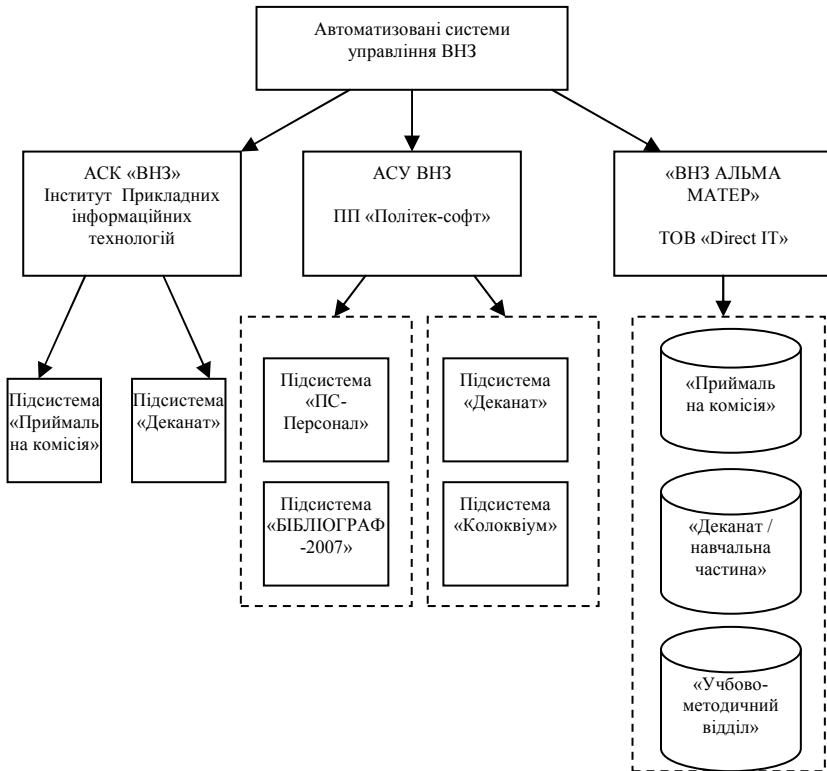 Автоматизовані системи
управління ВНЗ
АСК «ВНЗ»
Інститут Прикладних
інформаційних
технологій
АСУ ВНЗ
ПП «Політек-софт»
«ВНЗ АЛЬМА
МАТЕР»
ТОВ «Direct IT»
Підсистема
«Приймаль
на комісія»
Підсистема
«Деканат»
Підсистема
«ПС-
Персонал»
Підсистема
«БІБЛІОГРАФ
-2007»
Підсистема
«Деканат»
Підсистема
«Колоквіум»
«Приймаль
на комісія»
«Деканат /
навчальна
частина»
«Учбово-
методичний
відділ»